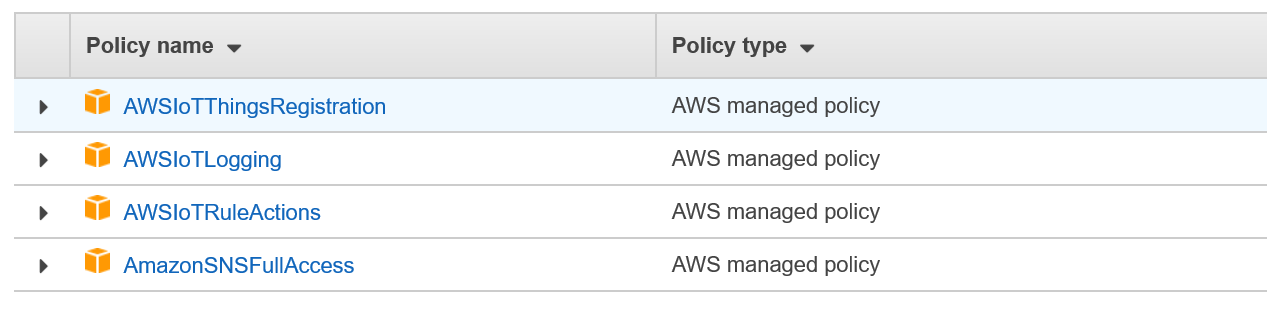 Policy name Policy type
AWSIoTThingsRegistration AWS managed policy
AWSIoTLogging AWS managed policy
AWSIoTRuleActions AWS managed policy
AmazonSNSFullAccess AWS managed policy